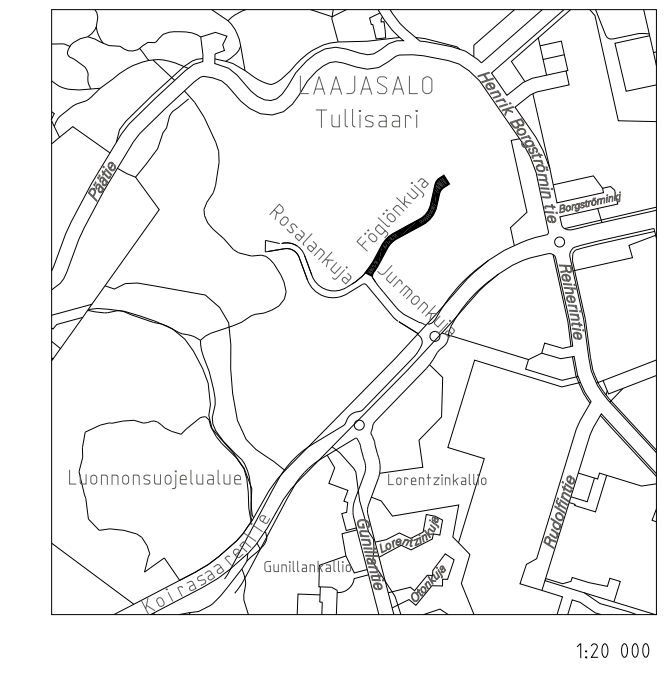 LAAJASALO
Tullisaari
Henrik Borgströmin tie
Päätie
Borgströminkj
Föglönkuja
Rosalankuja
Jurmonkuja
Reiherintie
Luonnonsuojelualue
Lorentzinkallio
Rudolfintie
Koirasaarentie
Gunillantie
Lorentzinkuja
Gunillankallio
Otonkuja
1:20 000